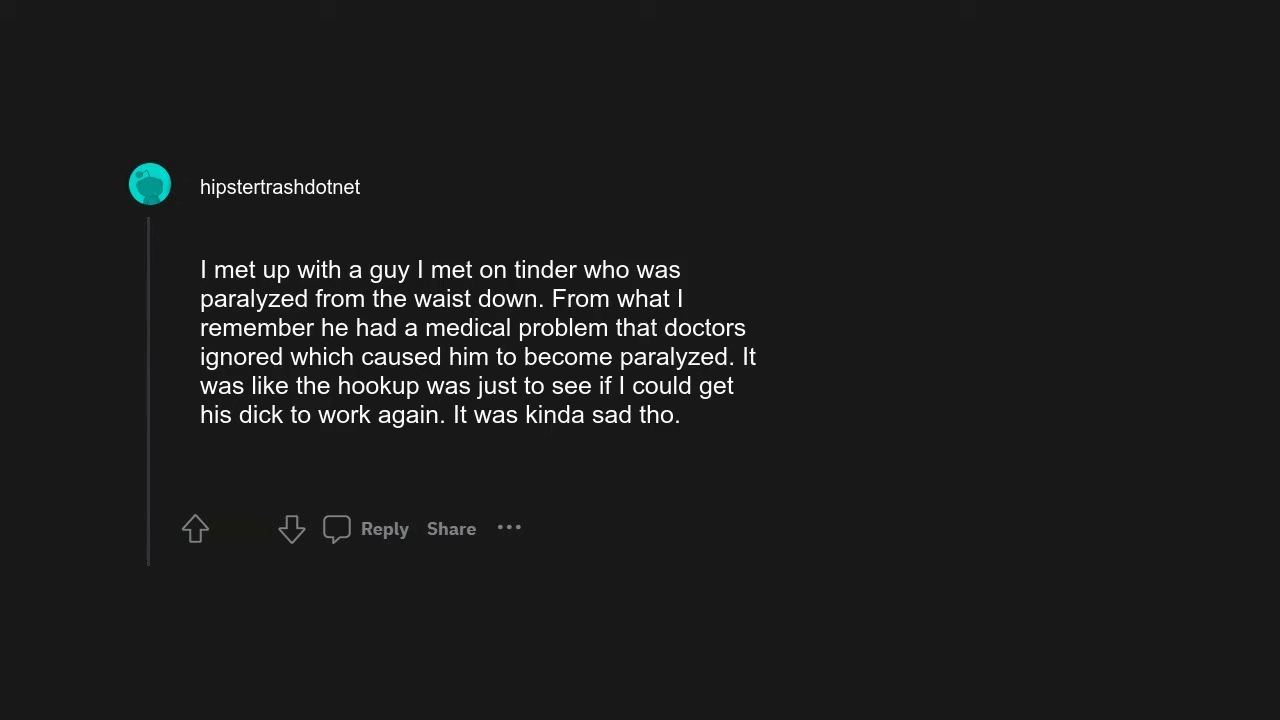 hipstertrashdotnet
I met up with a guy I met on tinder who was
paralyzed from the waist down. From what I
remember he had a medical problem that doctors
ignored which caused him to become paralyzed. It
was like the hookup was just to see if I could get
his dick to work again. It was kinda sad tho.
Reply Share